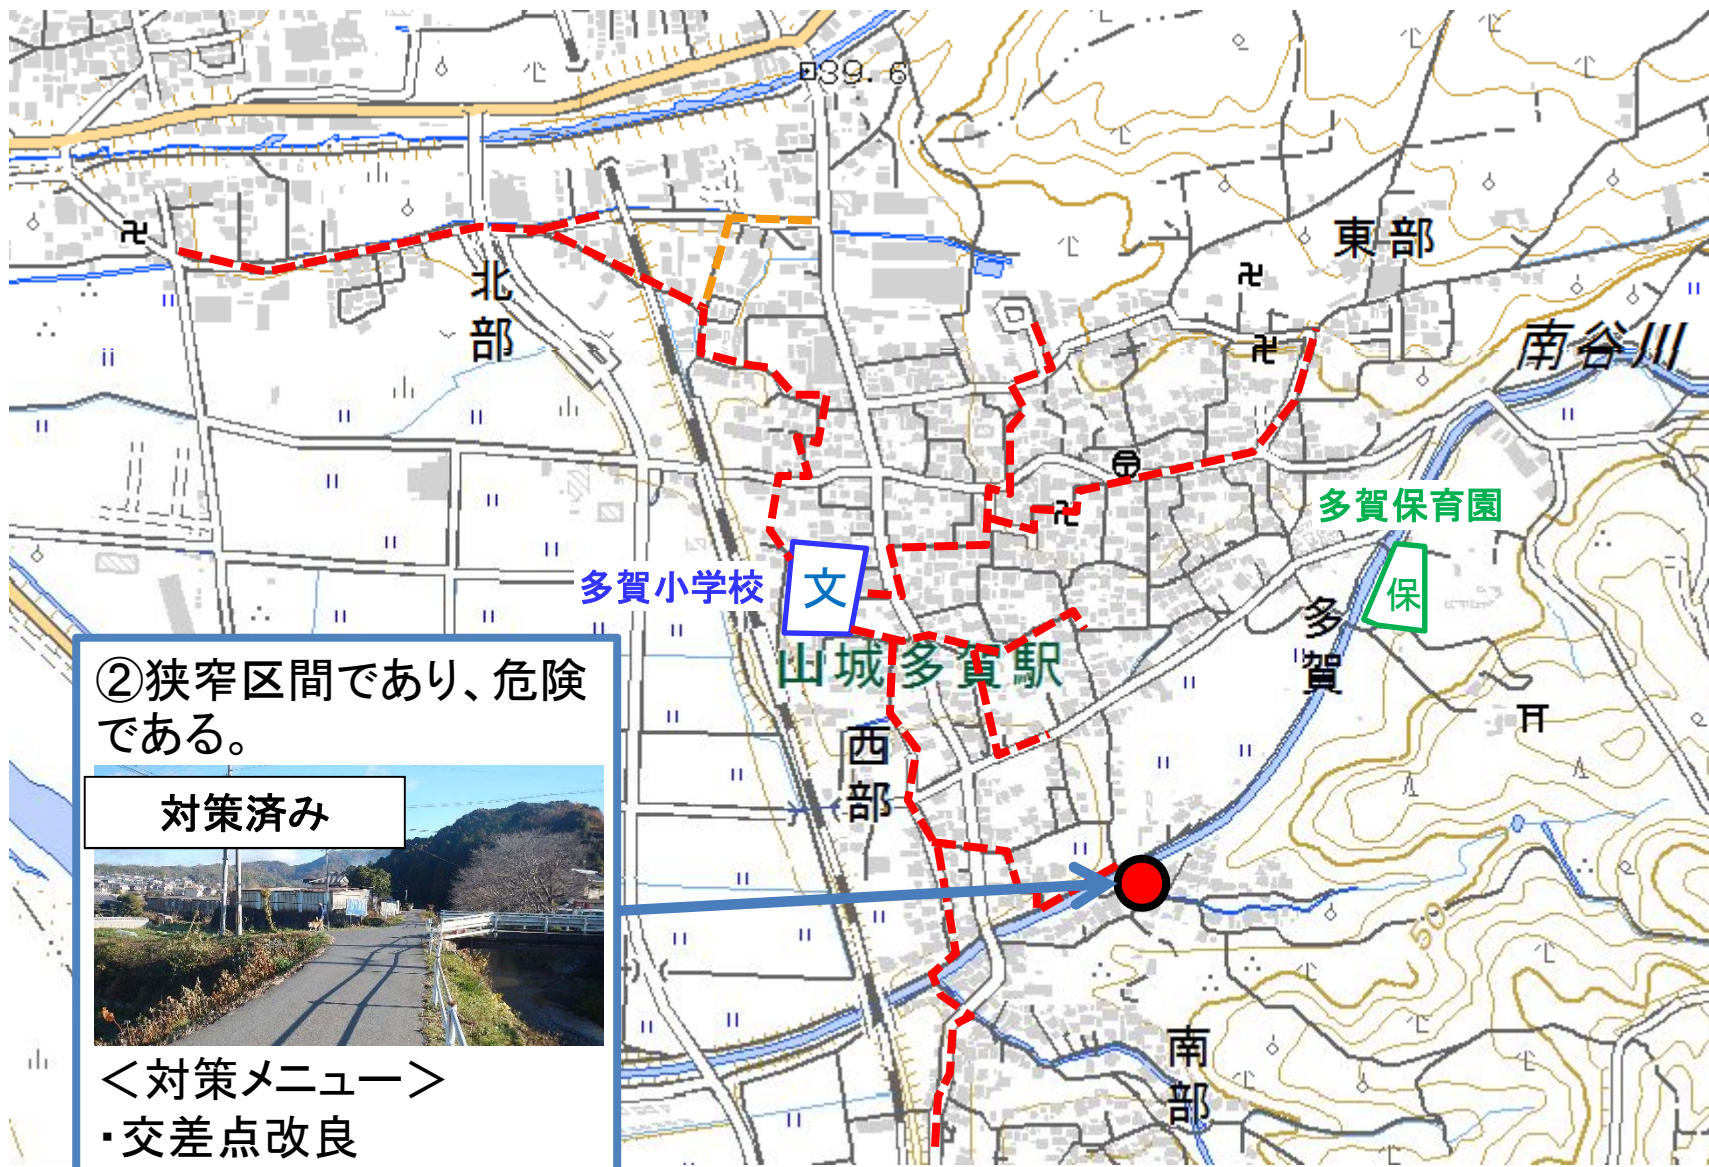 39.6
東部
北部
南谷川
多賀保育園
保
多賀小学校
文
多賀
山城多賀駅
西部
50
南部
②狭窄区間であり、危険
である。
対策済み
＜対策メニュー＞
・交差点改良